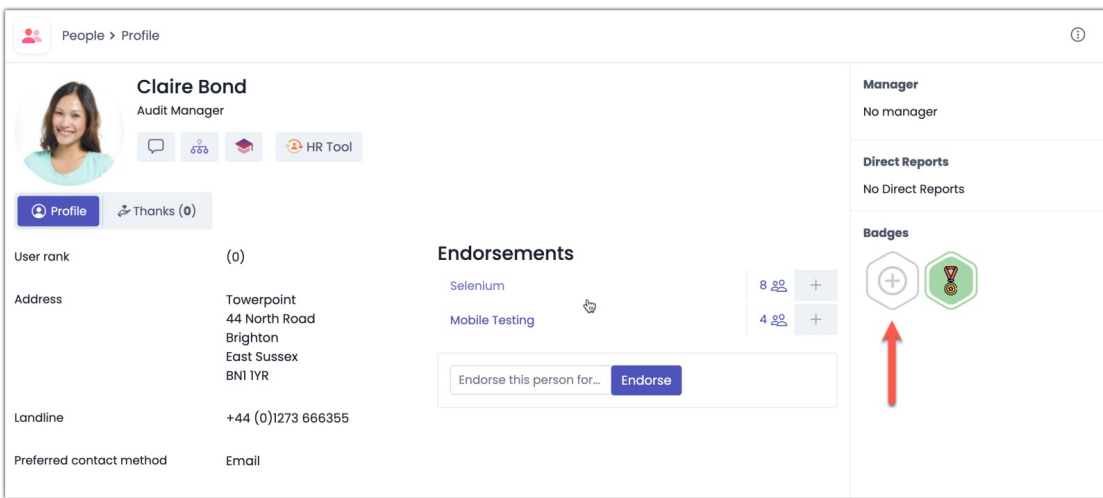 People > Profile
Claire Bond
Audit Manager
HR Tool
Profile
Thanks (0)
User rank
(0)
Address
Towerpoint
44 North Road
Brighton
East Sussex
BN1 1YR
Landline
+44 (0)1273 666355
Preferred contact method
Email
Endorsements
Selenium
8
Mobile Testing
4
Endorse this person for...
Endorse
Manager
No manager
Direct Reports
No Direct Reports
Badges